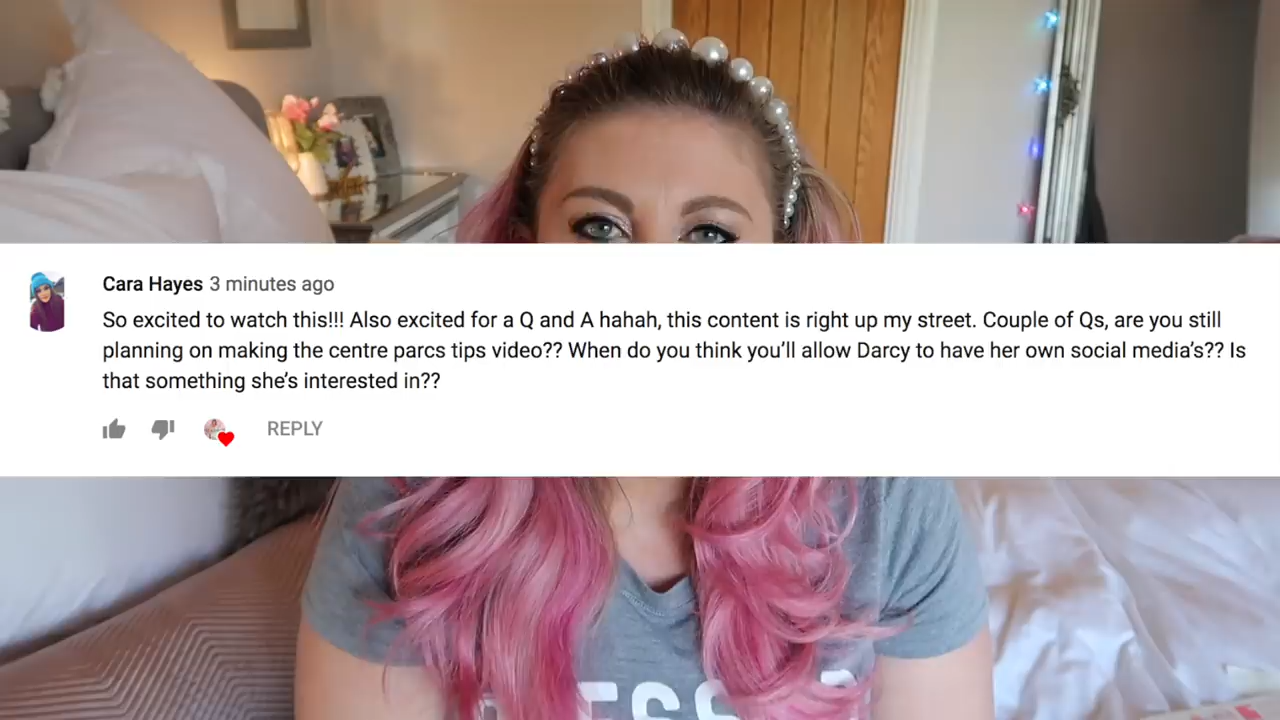 Cara Hayes 3 minutes ago
So excited to watch this!!! Also excited for a Q and A hahah, this content is right up my street. Couple of Qs, are you still
planning on making the centre parcs tips video?? When do you think you’ll allow Darcy to have her own social media’s?? Is
that something she’s interested in??
REPLY